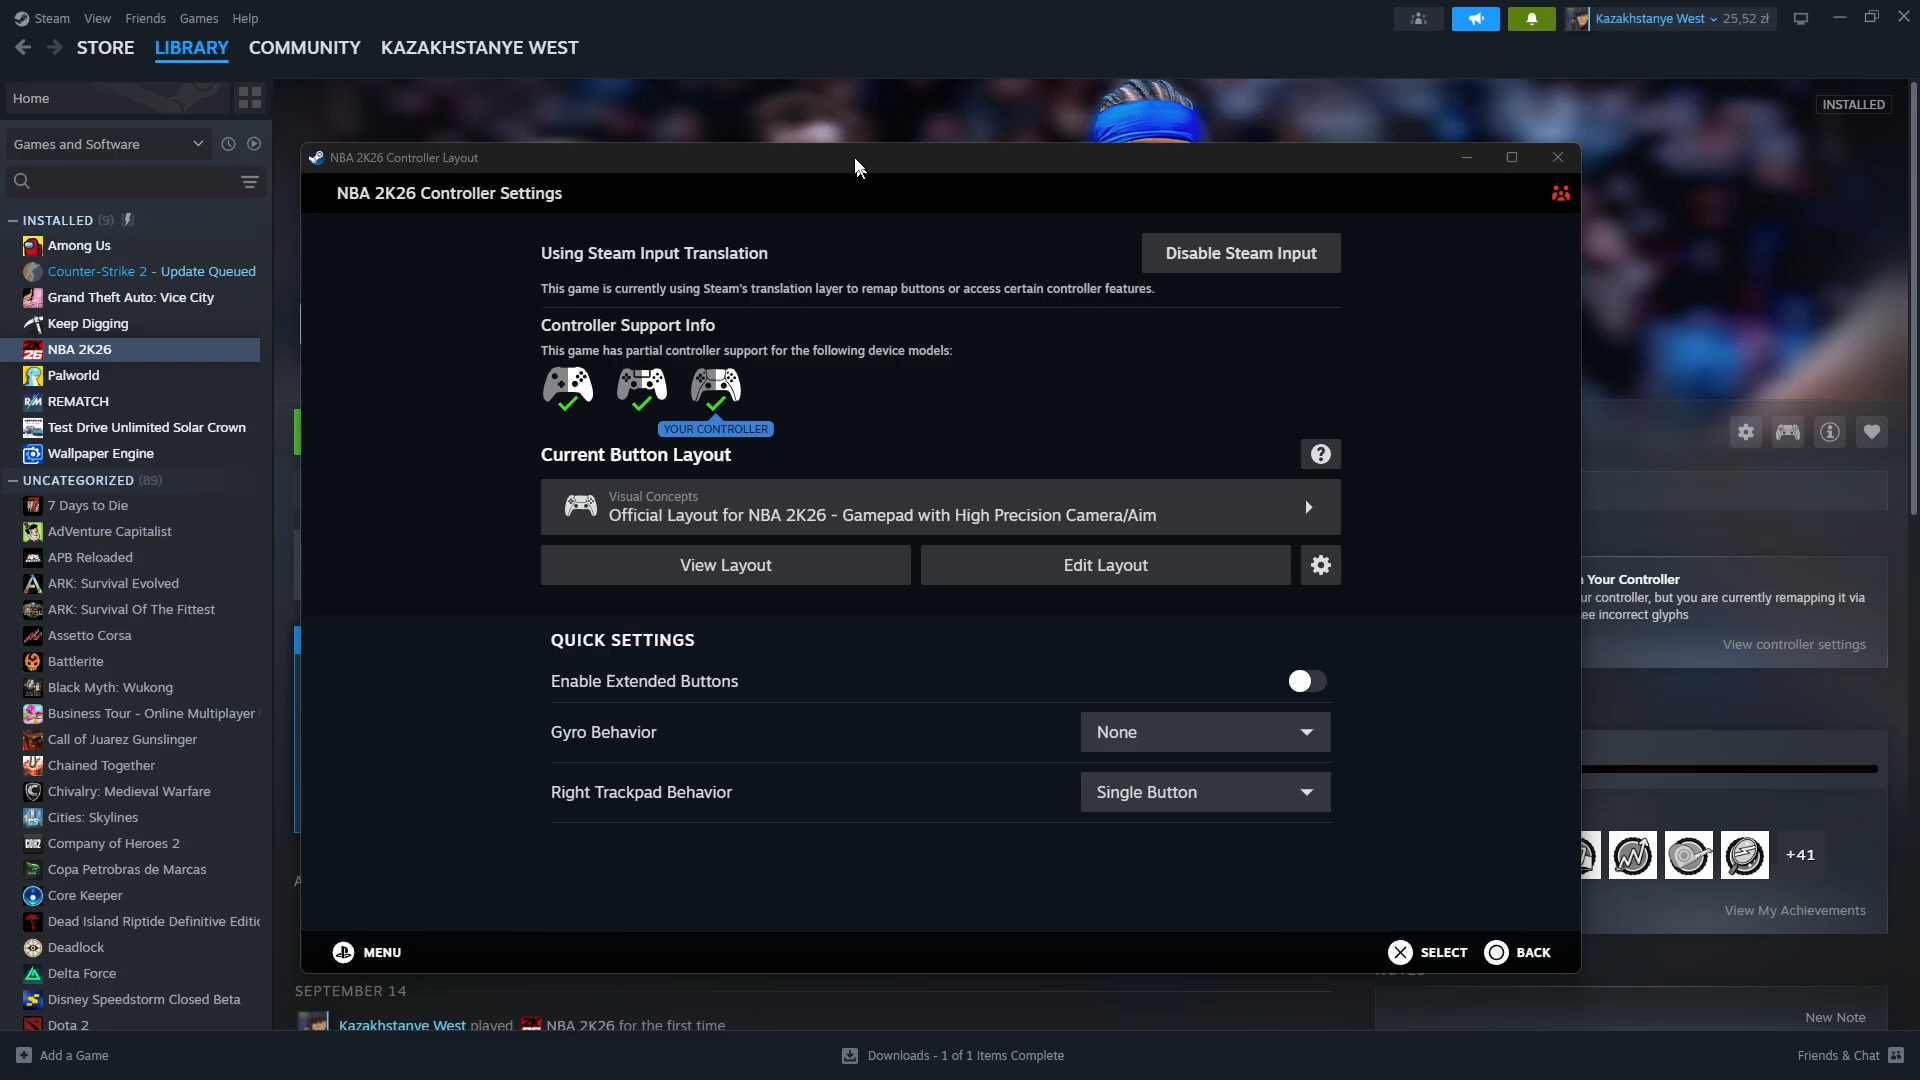 Steam View Friends Games Help
Kazakhstanye West 25,52 zł
STORE LIBRARY COMMUNITY KAZAKHSTANYE WEST
Home
INSTALLED
Games and Software
NBA 2K26 Controller Layout
NBA 2K26 Controller Settings
INSTALLED (9)
Among Us
Counter-Strike 2 - Update Queued
Grand Theft Auto: Vice City
Keep Digging
NBA 2K26
Palworld
REMATCH
Test Drive Unlimited Solar Crown
Wallpaper Engine
UNCATEGORIZED (89)
7 Days to Die
AdVenture Capitalist
APB Reloaded
ARK: Survival Evolved
ARK: Survival Of The Fittest
Assetto Corsa
Battlerite
Black Myth: Wukong
Business Tour - Online Multiplayer
Call of Juarez Gunslinger
Chained Together
Chivalry: Medieval Warfare
Cities: Skylines
Company of Heroes 2
Copa Petrobras de Marcas
Core Keeper
Dead Island Riptide Definitive Editic
Deadlock
Delta Force
Disney Speedstorm Closed Beta
Dota 2
Using Steam Input Translation
Disable Steam Input
This game is currently using Steam's translation layer to remap buttons or access certain controller features.
Controller Support Info
This game has partial controller support for the following device models:
YOUR CONTROLLER
Current Button Layout
?
Visual Concepts
Official Layout for NBA 2K26 - Gamepad with High Precision Camera/Aim
View Layout
Edit Layout
QUICK SETTINGS
Enable Extended Buttons
Gyro Behavior
None
Right Trackpad Behavior
Single Button
MENU
SELECT
BACK
Your Controller
ur controller, but you are currently remapping it via
ee incorrect glyphs
View controller settings
+41
View My Achievements
SEPTEMBER 14
Kazakhstanye West played NBA 2K26 for the first time
New Note
Add a Game
Downloads - 1 of 1 Items Complete
Friends & Chat